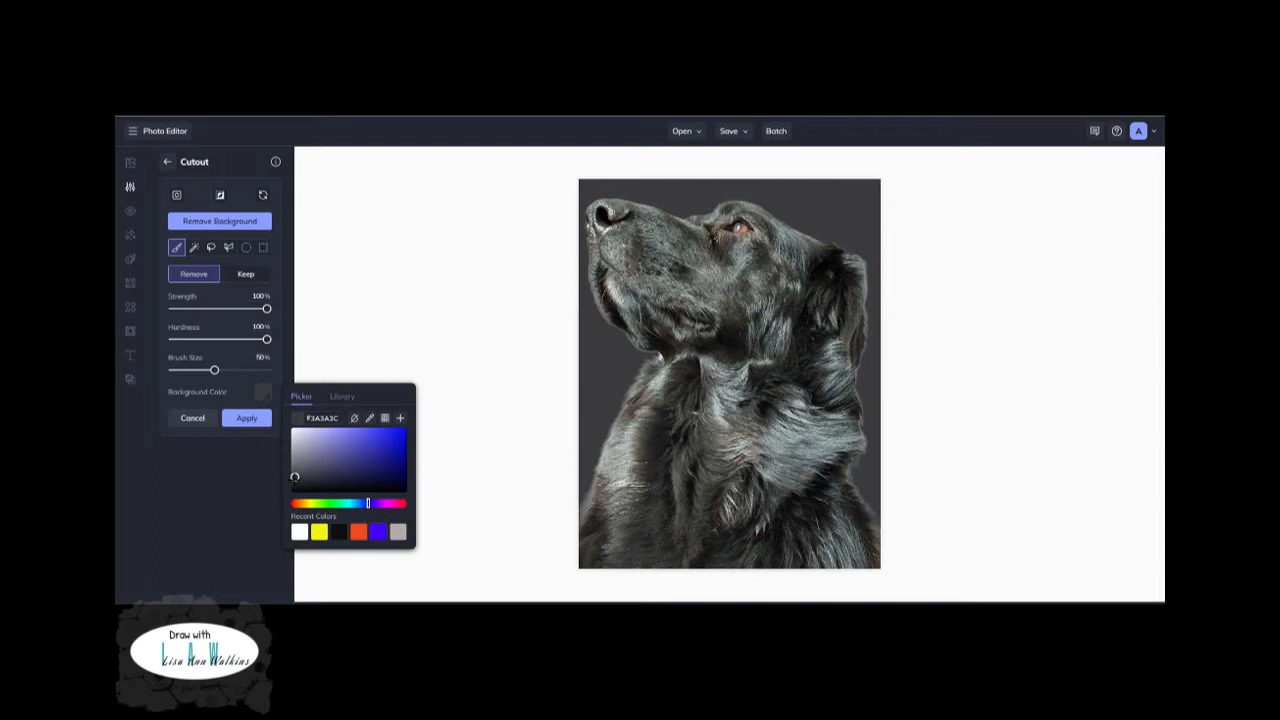 Photo Editor
Open
Save
Batch
A
Cutout
Remove Background
Remove
Keep
Strength 100%
Hardness 100%
Brush Size 50%
Background Color
Cancel
Apply
Picker
Library
#3A3A3C
Recent Colors
Draw with
L A W
Lisa Ann Watkins